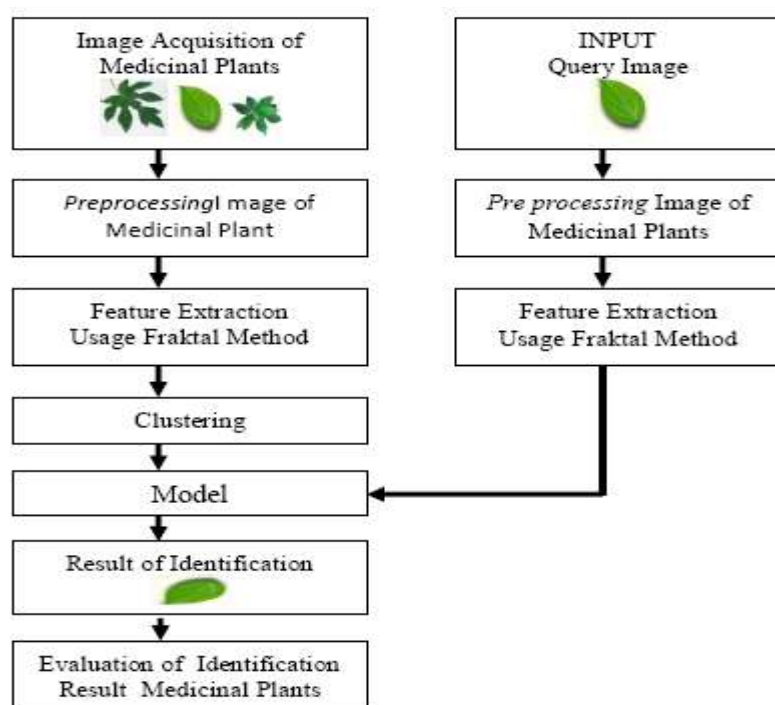 Image Acquisition of
Medicinal Plants
PreprocessingI mage of
Medicinal Plant
Feature Extraction
Usage Fraktal Method
Clustering
Model
Result of Identification
Evaluation of Identification
Result Medicinal Plants
INPUT
Query Image
Pre processing Image of
Medicinal Plants
Feature Extraction
Usage Fraktal Method